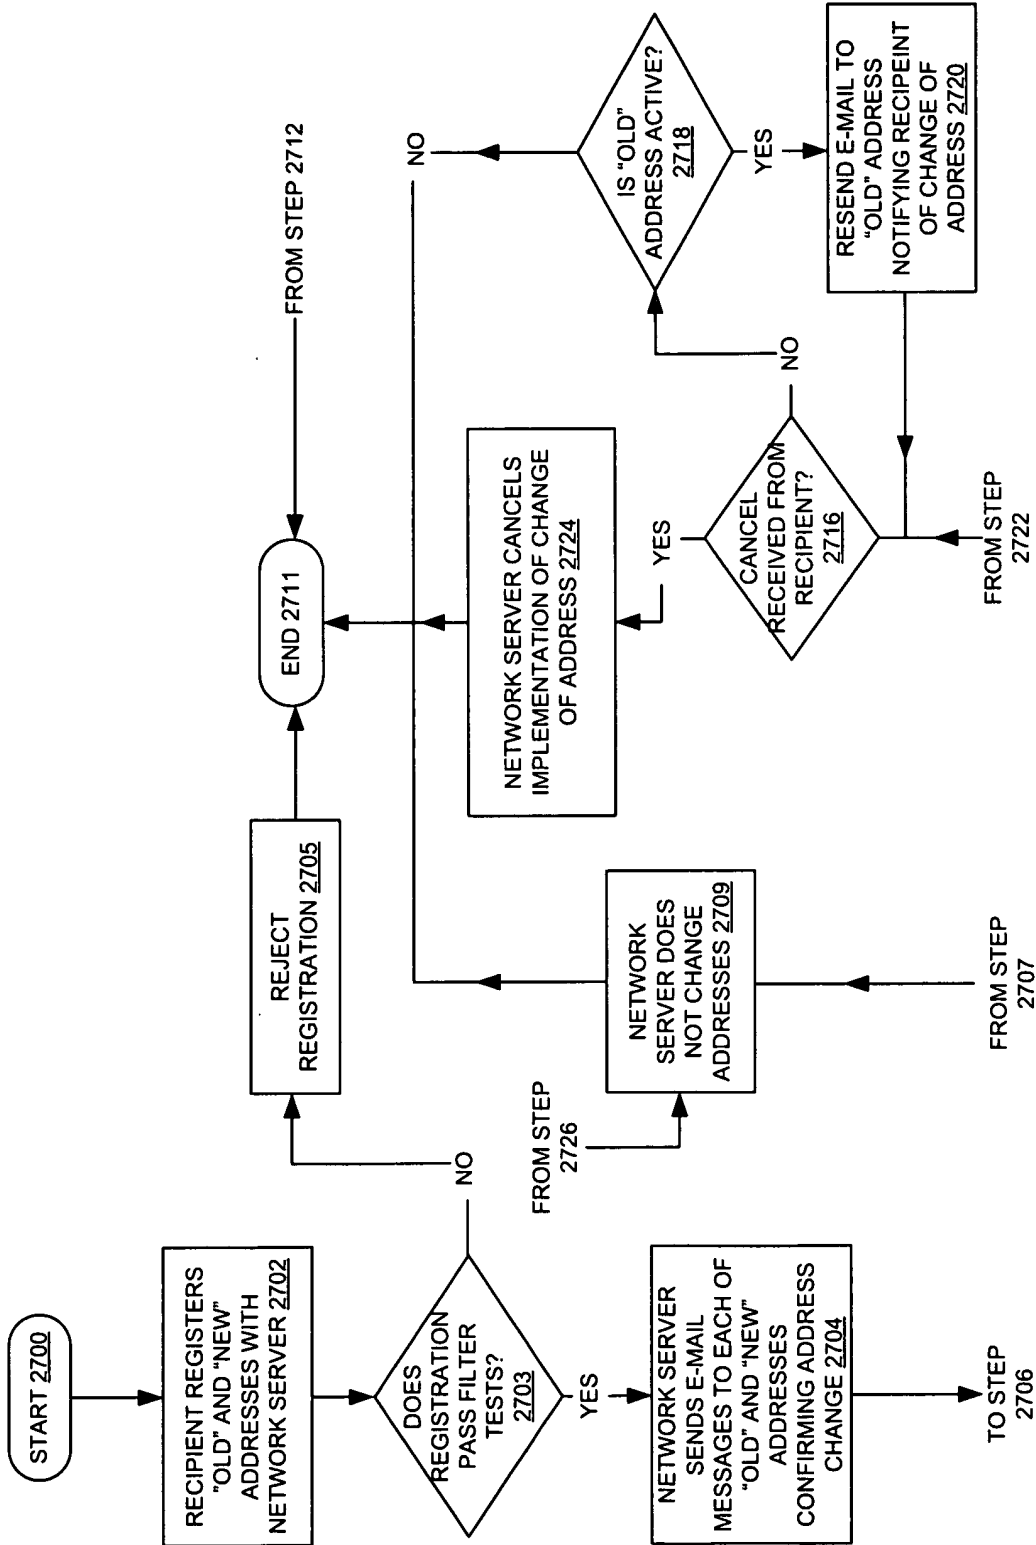 START 2700
RECIPIENT REGISTERS
"OLD" AND "NEW"
ADDRESSES WITH
NETWORK SERVER 2702
DOES
REGISTRATION
PASS FILTER
TESTS?
2703
NO
YES
REJECT
REGISTRATION 2705
NETWORK SERVER
SENDS E-MAIL
MESSAGES TO EACH OF
"OLD" AND "NEW"
ADDRESSES
CONFIRMING ADDRESS
CHANGE 2704
TO STEP
2706
END 2711
FROM STEP 2712
FROM STEP
2726
NETWORK
SERVER DOES
NOT CHANGE
ADDRESSES 2709
FROM STEP
2707
NETWORK SERVER CANCELS
IMPLEMENTATION OF CHANGE
OF ADDRESS 2724
YES
CANCEL
RECEIVED FROM
RECIPIENT?
2716
NO
FROM STEP
2722
NO
IS "OLD"
ADDRESS ACTIVE?
2718
YES
RESEND E-MAIL TO
"OLD" ADDRESS
NOTIFYING RECIPEINT
OF CHANGE OF
ADDRESS 2720